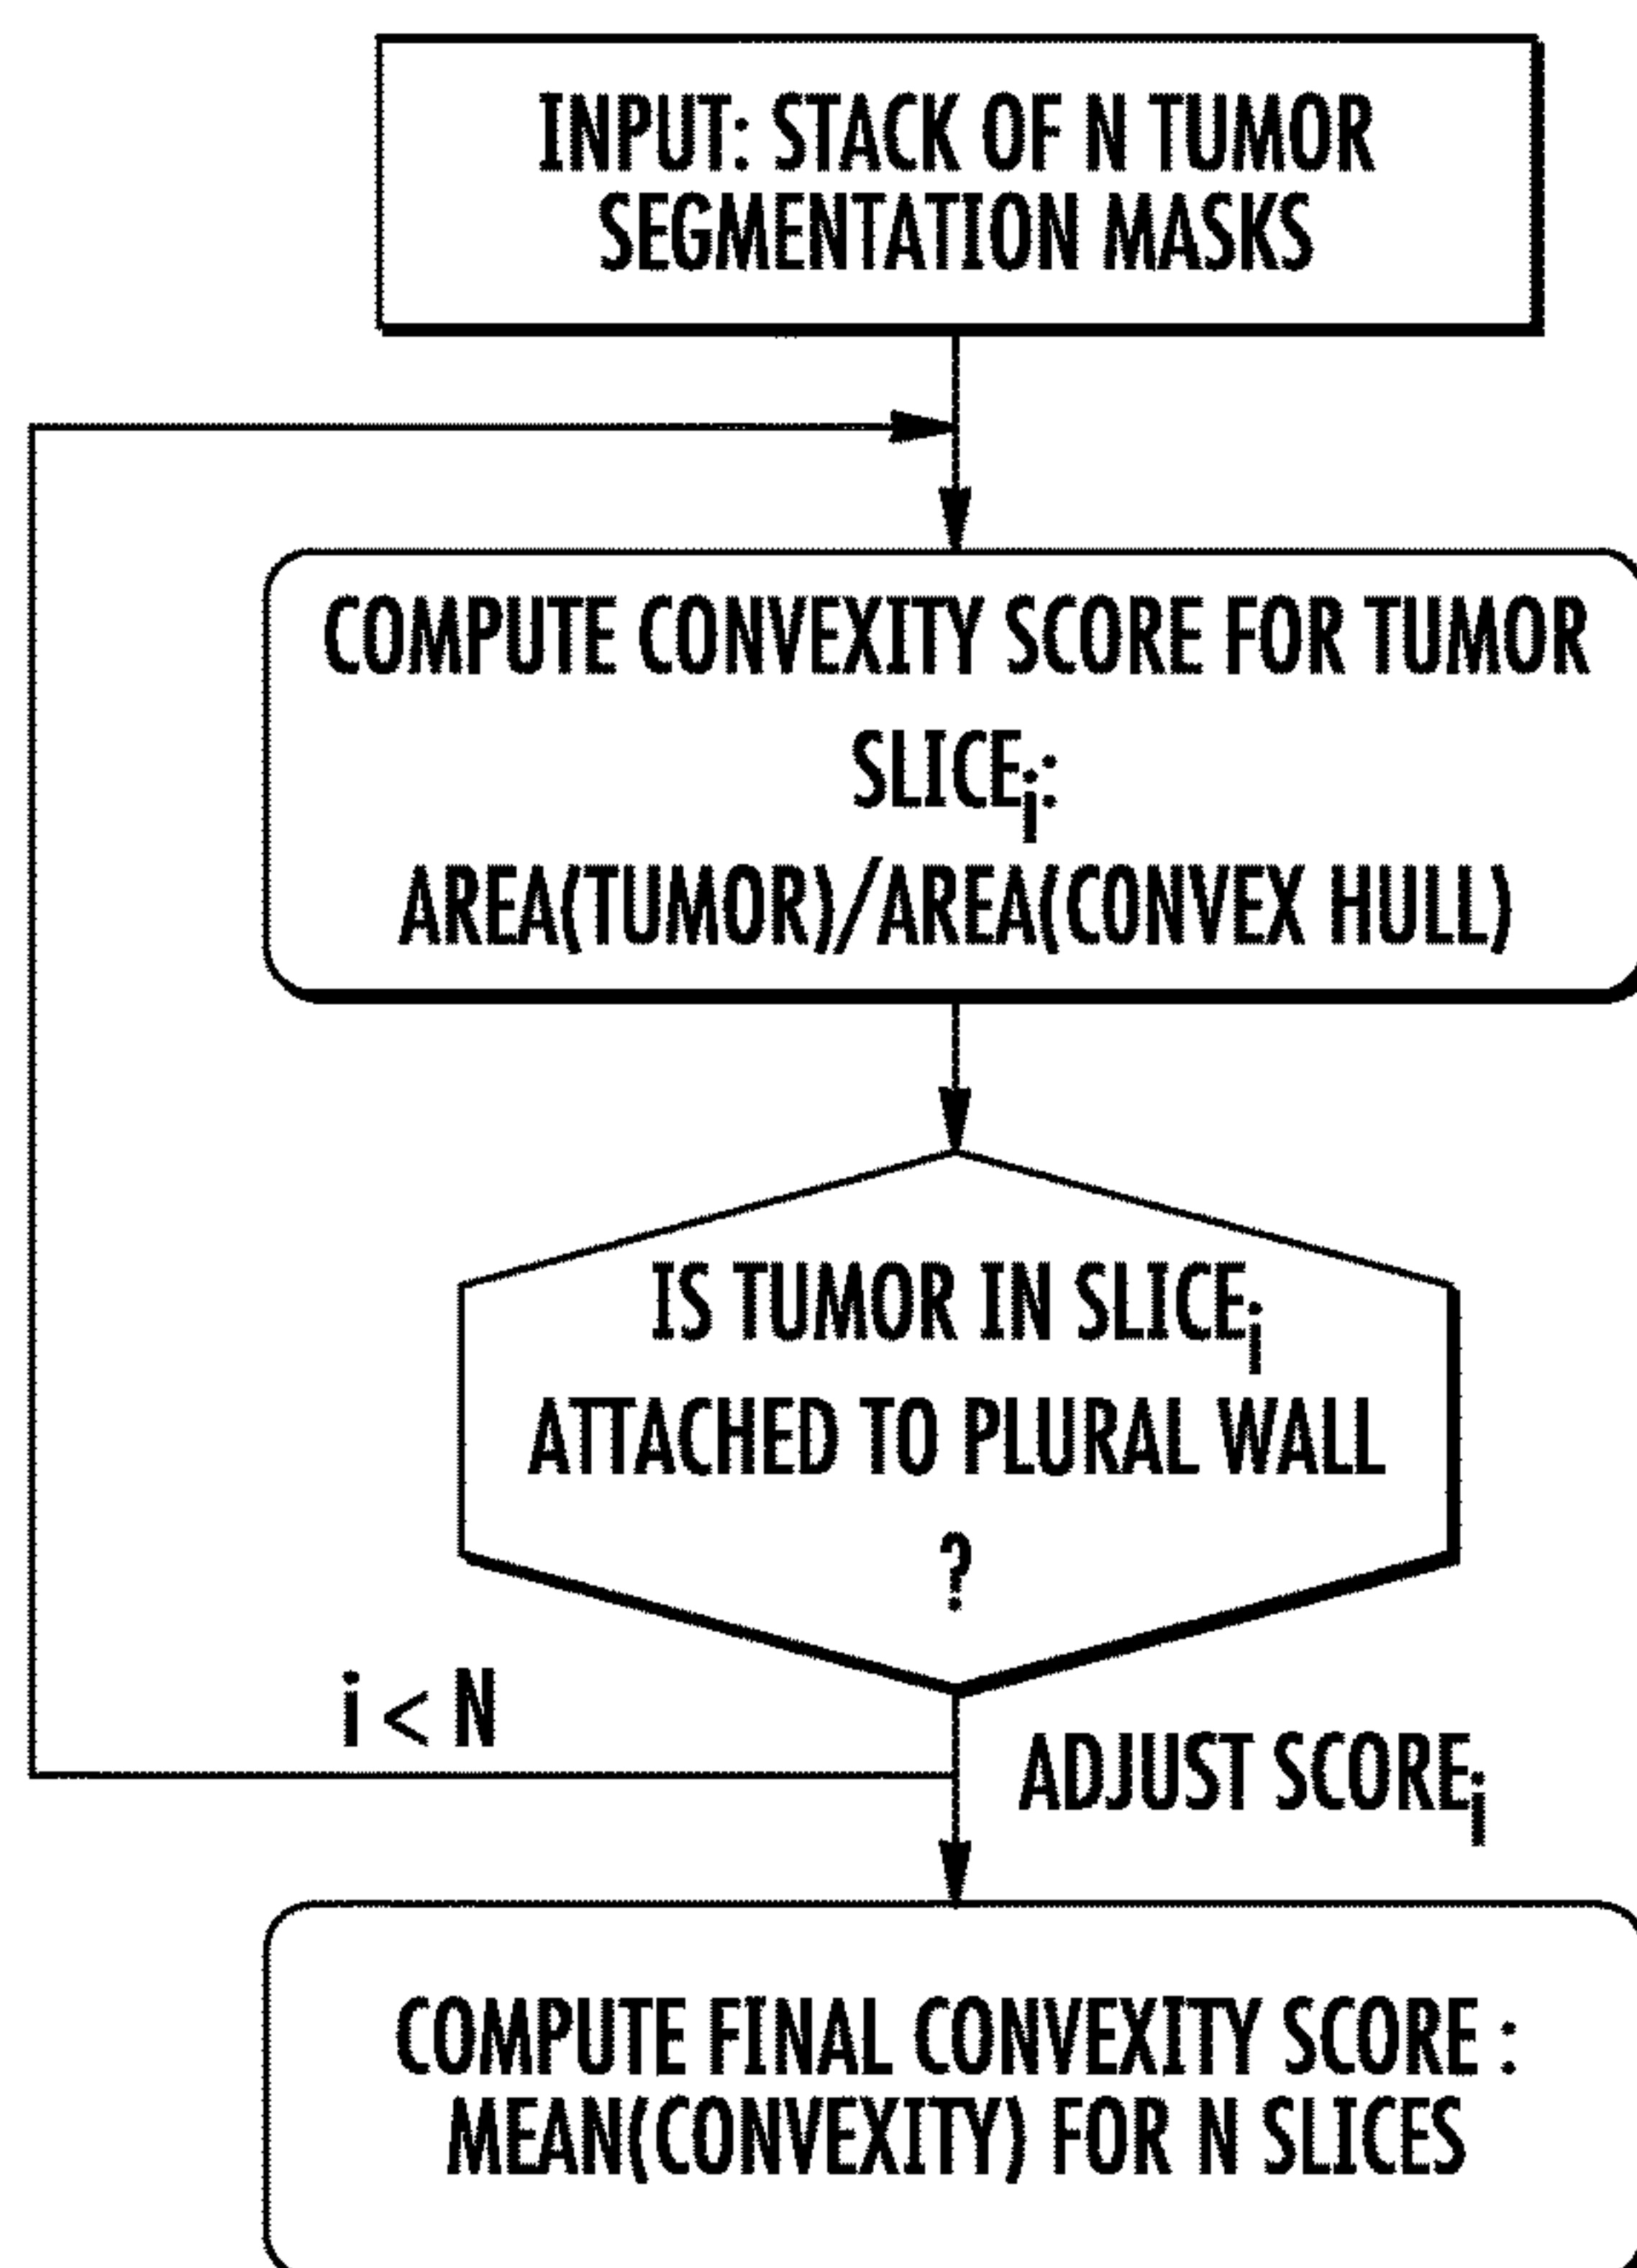 INPUT: STACK OF N TUMOR
SEGMENTATION MASKS
COMPUTE CONVEXITY SCORE FOR TUMOR
SLICEi:
AREA(TUMOR)/AREA(CONVEX HULL)
IS TUMOR IN SLICEi
ATTACHED TO PLURAL WALL
?
i < N
ADJUST SCOREi
COMPUTE FINAL CONVEXITY SCORE :
MEAN(CONVEXITY) FOR N SLICES